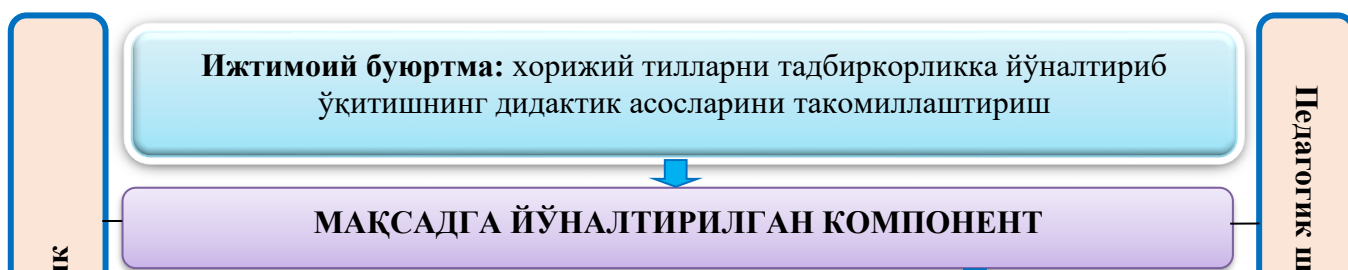 Ижтимоий буюртма: хорижий тилларни тадбиркорликка йўналтириб
ўқитишнинг дидактик асосларини такомиллаштириш
МАҚСАДГА ЙЎНАЛТИРИЛГАН КОМПОНЕНТ
Педагогик